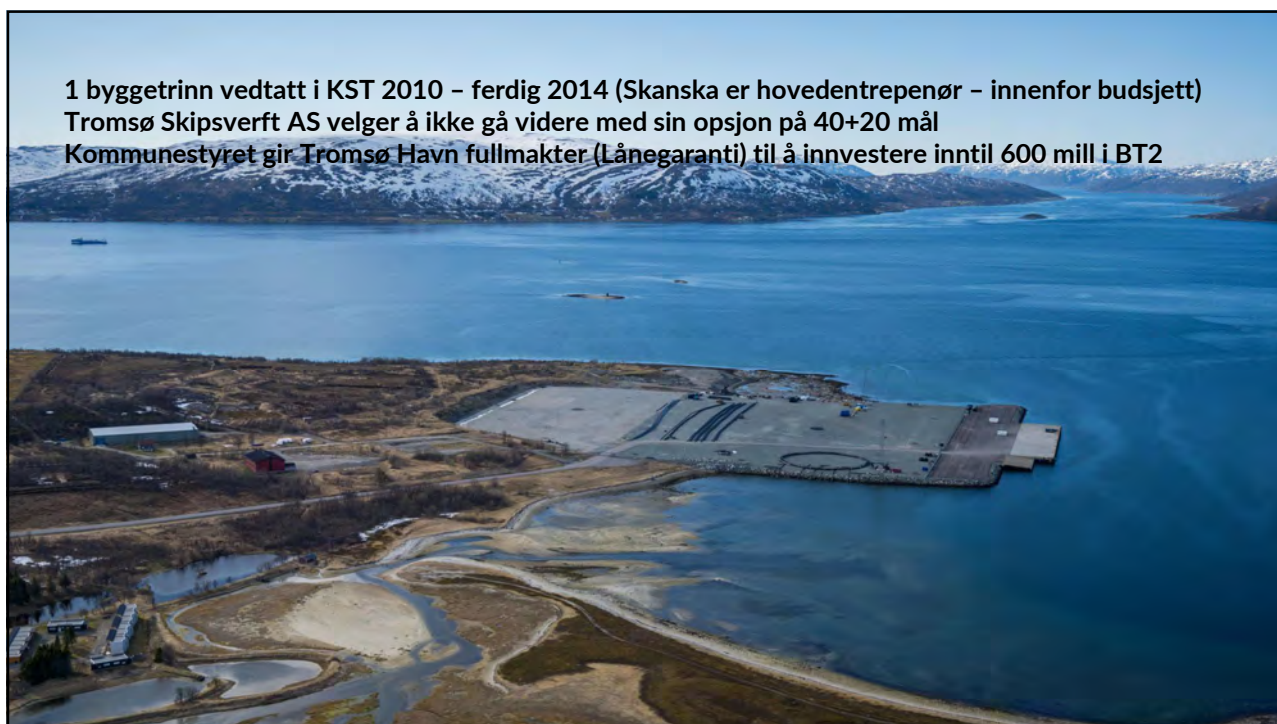 1 byggetrinn vedtatt i KST 2010 – ferdig 2014 (Skanska er hovedentrepenør – innenfor budsjett)
Tromsø Skipsverft AS velger å ikke gå videre med sin opsjon på 40+20 mål
Kommunestyret gir Tromsø Havn fullmakter (Lånegaranti) til å innvestere inntil 600 mill i BT2